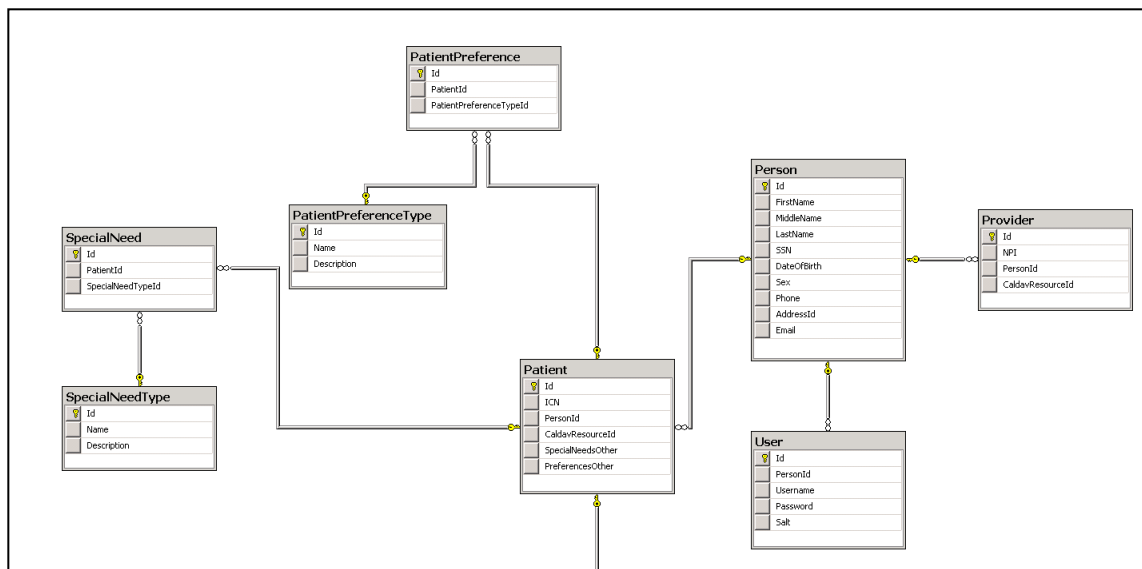 PatientPreference
Id
PatientId
PatientPreferenceTypeId
PatientPreferenceType
Id
Name
Description
SpecialNeed
Id
PatientId
SpecialNeedTypeId
SpecialNeedType
Id
Name
Description
Patient
Id
ICN
PersonId
CaldavResourceId
SpecialNeedsOther
PreferencesOther
Person
Id
FirstName
MiddleName
LastName
SSN
DateOfBirth
Sex
Phone
AddressId
Email
Provider
Id
NPI
PersonId
CaldavResourceId
User
Id
PersonId
Username
Password
Salt